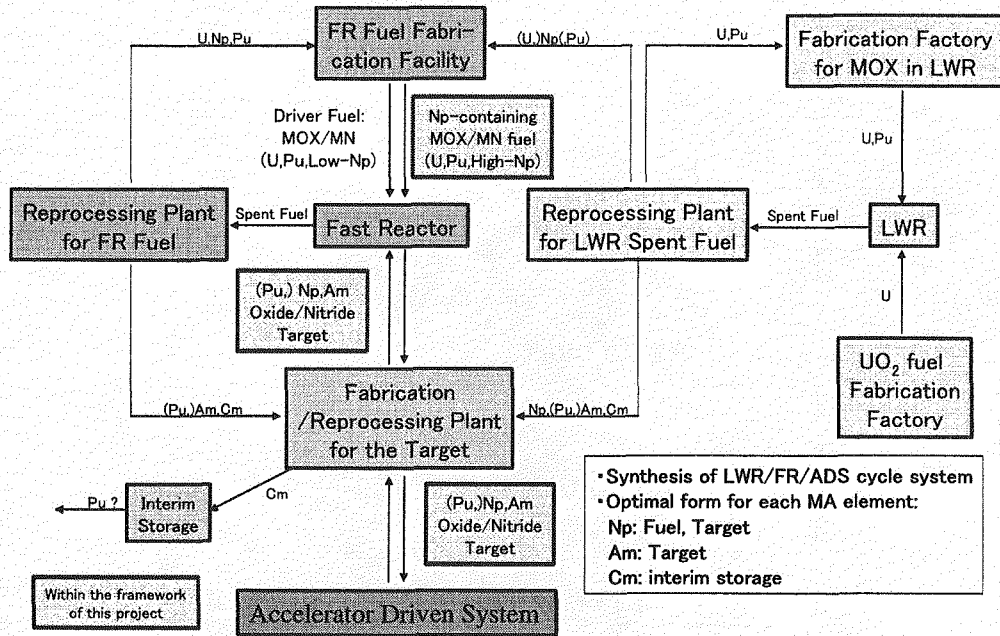 U,Np,Pu
FR Fuel Fabri-
cation Facility
(U,)Np(,Pu)
U,Pu
Fabrication Factory
for MOX in LWR
Driver Fuel:
MOX/MN
(U,Pu,Low-Np)
Np-containing
MOX/MN fuel
(U,Pu,High-Np)
U,Pu
Reprocessing Plant
for FR Fuel
Spent Fuel
Fast Reactor
Reprocessing Plant
for LWR Spent Fuel
Spent Fuel
LWR
(Pu,) Np,Am
Oxide/Nitride
Target
U
UO₂ fuel
Fabrication
Factory
(Pu,)Am,Cm
Fabrication
/Reprocessing Plant
for the Target
Np,(Pu,)Am,Cm
Cm
Pu ?
Interim
Storage
(Pu,)Np,Am
Oxide/Nitride
Target
・Synthesis of LWR/FR/ADS cycle system
・Optimal form for each MA element:
Np: Fuel, Target
Am: Target
Cm: interim storage
Within the framework
of this project
Accelerator Driven System